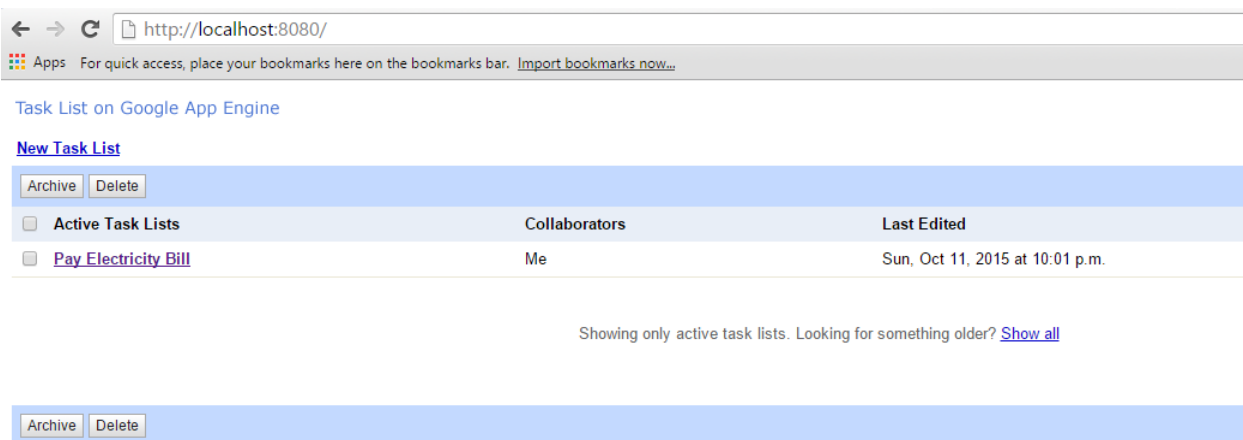 http://localhost:8080/
Apps For quick access, place your bookmarks here on the bookmarks bar. Import bookmarks now...
Task List on Google App Engine
New Task List
Archive Delete
Active Task Lists Collaborators Last Edited
Pay Electricity Bill Me Sun, Oct 11, 2015 at 10:01 p.m.
Showing only active task lists. Looking for something older? Show all
Archive Delete